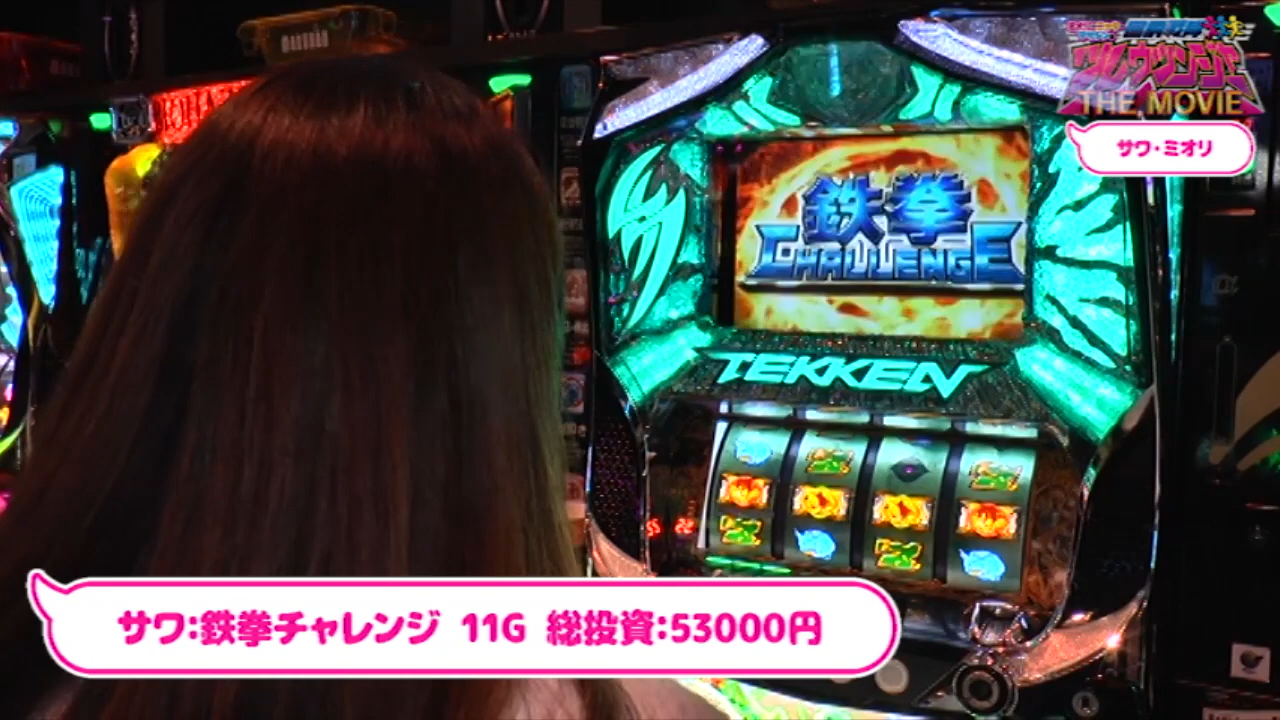 THE MOVIE
サワ・ミオリ
鉄拳
CHALLENGE
TEKKEN
サワ:鉄拳チャレンジ 11G 総投資:53000円